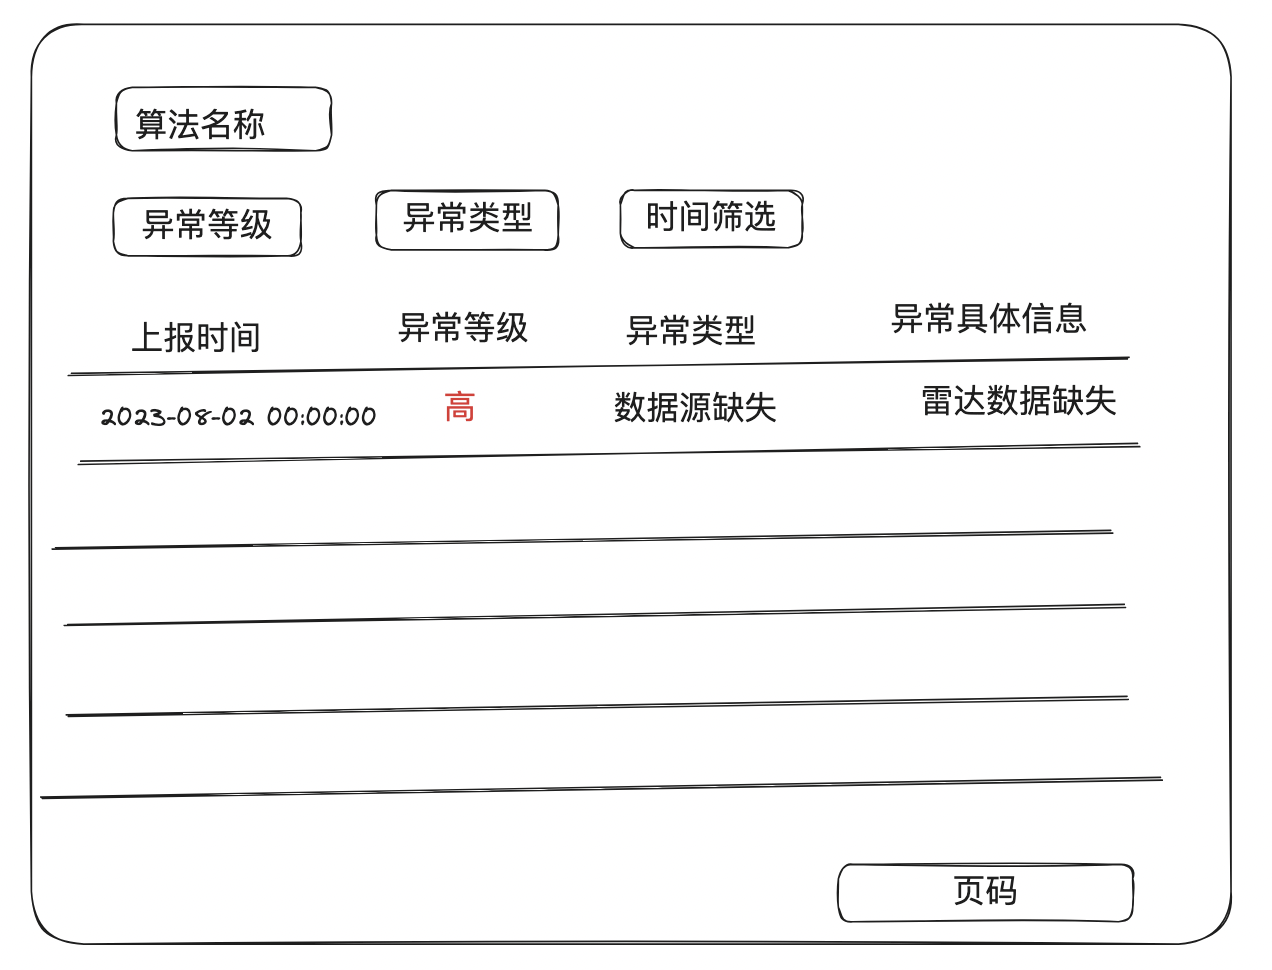 算法名称
异常等级 异常类型 时间筛选
上报时间 异常等级 异常类型 异常具体信息
2023-08-02 00:00:00 高 数据源缺失 雷达数据缺失
页码